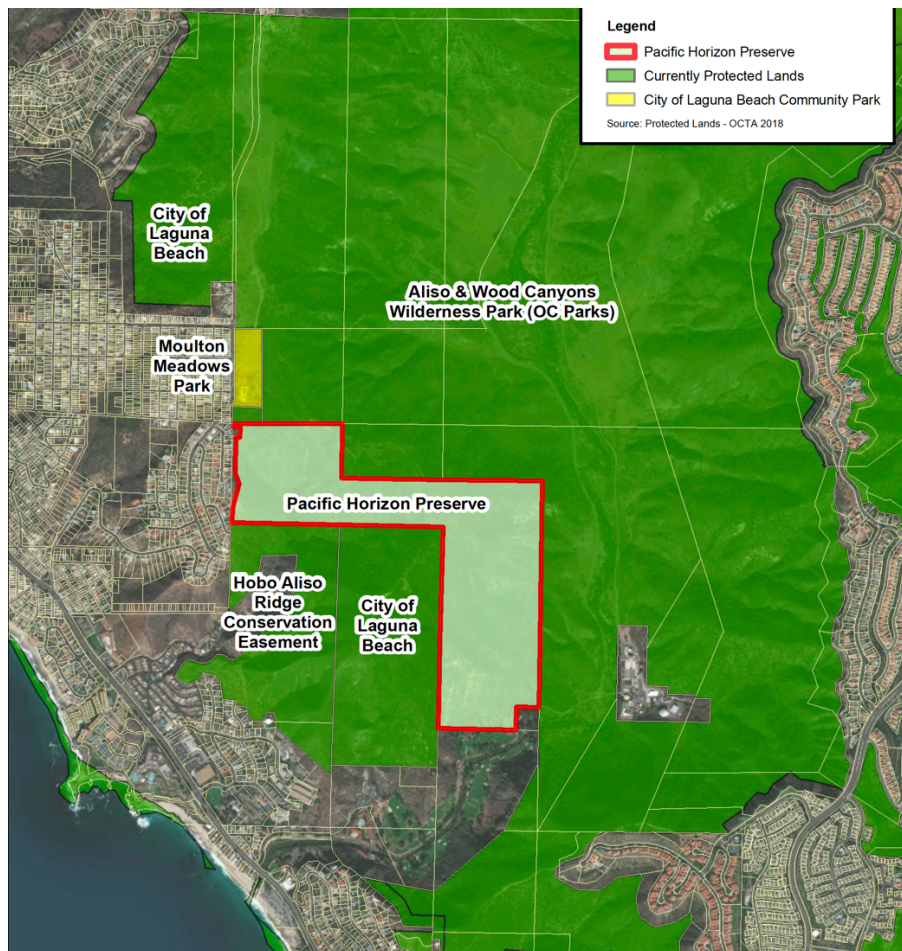 Legend
Pacific Horizon Preserve
Currently Protected Lands
City of Laguna Beach Community Park
Source: Protected Lands - OCTA 2018
City of
Laguna
Beach
Aliso & Wood Canyons
Wilderness Park (OC Parks)
Moulton
Meadows
Park
Pacific Horizon Preserve
Hobo Aliso
Ridge
Conservation
Easement
City of
Laguna
Beach